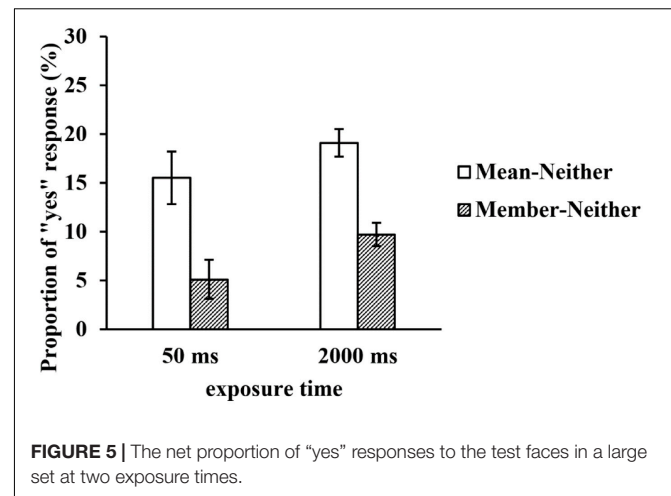 Proportion of "yes" response (%)
30
25
20
15
10
5
0
50 ms
2000 ms
exposure time
Mean-Neither
Member-Neither
FIGURE 5 | The net proportion of “yes” responses to the test faces in a large
set at two exposure times.